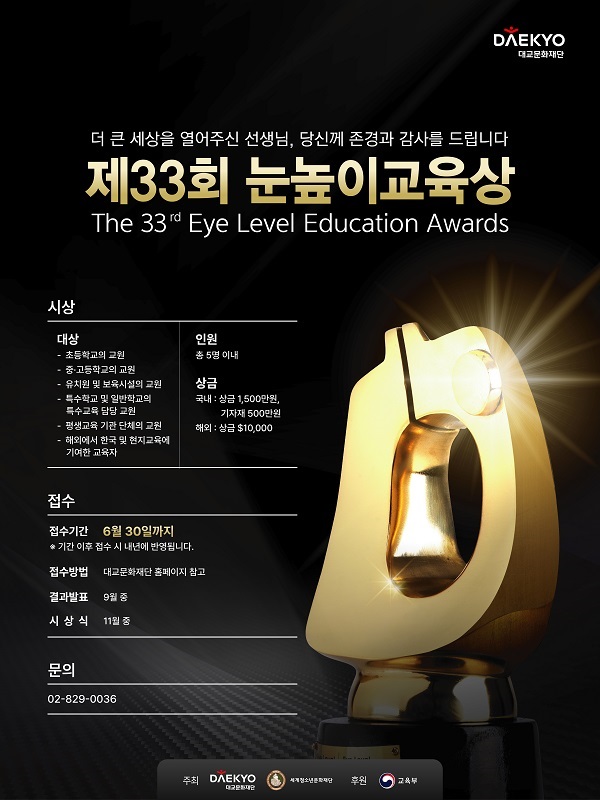 DAEKYO
대교문화재단
더 큰 세상을 열어주신 선생님, 당신께 존경과 감사를 드립니다
제33회 눈높이교육상
The 33rd Eye Level Education Awards
시상
대상
- 초등학교의 교원
- 중·고등학교의 교원
- 유치원 및 보육시설의 교원
- 특수학교 및 일반학교의
특수교육 담당 교원
- 평생교육 기관 단체의 교원
- 해외에서 한국 및 현지교육에
기여한 교육자
인원
총 5명 이내
상금
국내 : 상금 1,500만원,
기자재 500만원
해외 : 상금 $10,000
접수
접수기간 6월 30일까지
※ 기간 이후 접수 시 내년에 반영됩니다.
접수방법 대교문화재단 홈페이지 참고
결과발표 9월 중
시 상 식 11월 중
문의
02-829-0036
주최 DAEKYO 대교문화재단 세계청소년문화재단 후원 교육부